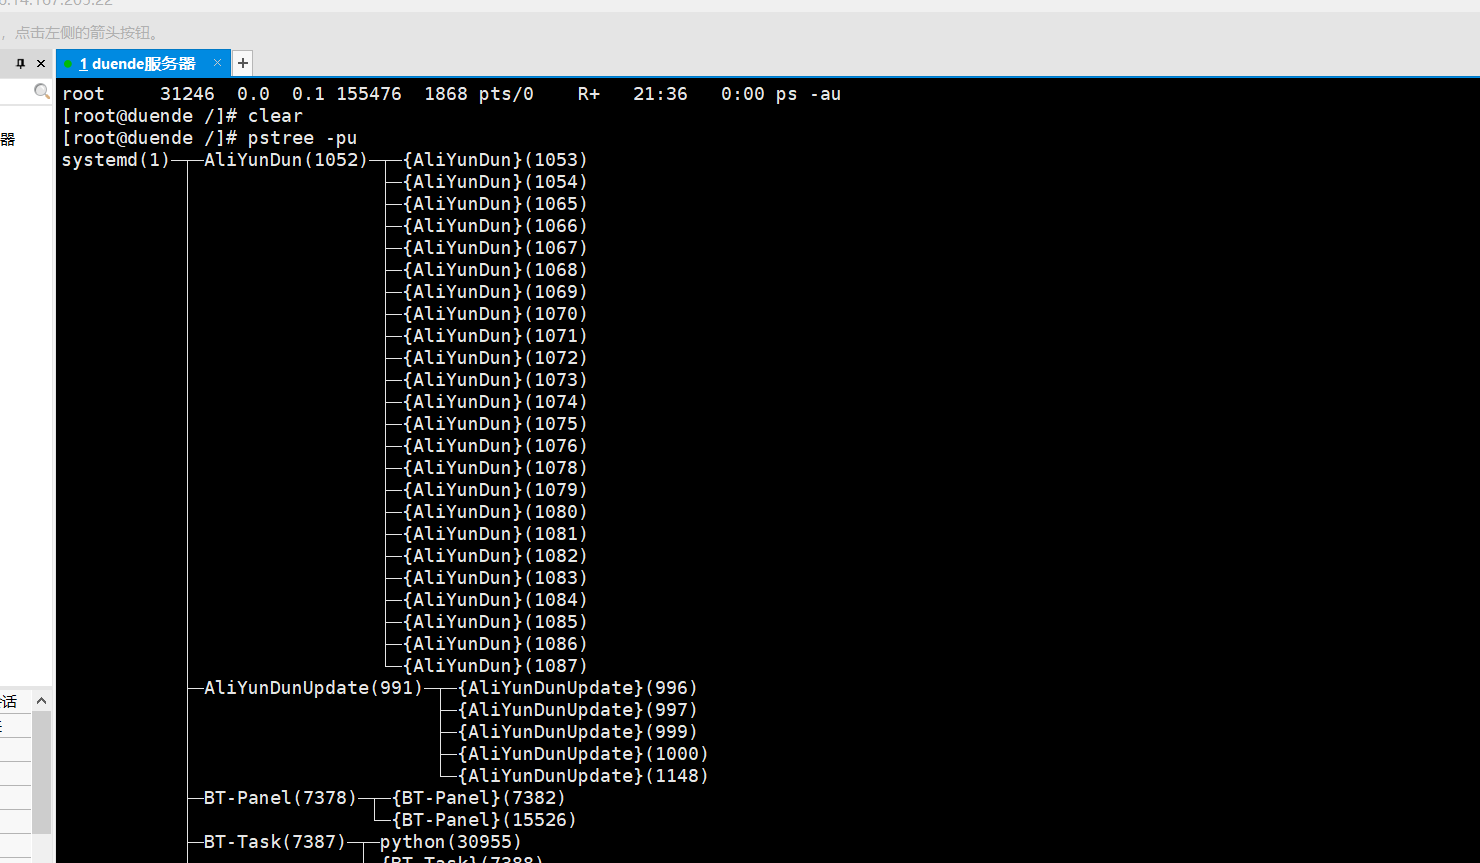 ，点击左侧的箭头按钮。
1 duende服务器
器
话
root     31246  0.0  0.1 155476  1868 pts/0    R+   21:36   0:00 ps -au
[root@duende /]# clear
[root@duende /]# pstree -pu
systemd(1)─┬─AliYunDun(1052)─┬─{AliYunDun}(1053)
├─{AliYunDun}(1054)
├─{AliYunDun}(1065)
├─{AliYunDun}(1066)
├─{AliYunDun}(1067)
├─{AliYunDun}(1068)
├─{AliYunDun}(1069)
├─{AliYunDun}(1070)
├─{AliYunDun}(1071)
├─{AliYunDun}(1072)
├─{AliYunDun}(1073)
├─{AliYunDun}(1074)
├─{AliYunDun}(1075)
├─{AliYunDun}(1076)
├─{AliYunDun}(1078)
├─{AliYunDun}(1079)
├─{AliYunDun}(1080)
├─{AliYunDun}(1081)
├─{AliYunDun}(1082)
├─{AliYunDun}(1083)
├─{AliYunDun}(1084)
├─{AliYunDun}(1085)
├─{AliYunDun}(1086)
└─{AliYunDun}(1087)
├─AliYunDunUpdate(991)─┬─{AliYunDunUpdate}(996)
├─{AliYunDunUpdate}(997)
├─{AliYunDunUpdate}(999)
├─{AliYunDunUpdate}(1000)
└─{AliYunDunUpdate}(1148)
├─BT-Panel(7378)─┬─{BT-Panel}(7382)
└─{BT-Panel}(15526)
├─BT-Task(7387)─┬─python(30955)
{BT-Task}(7388)